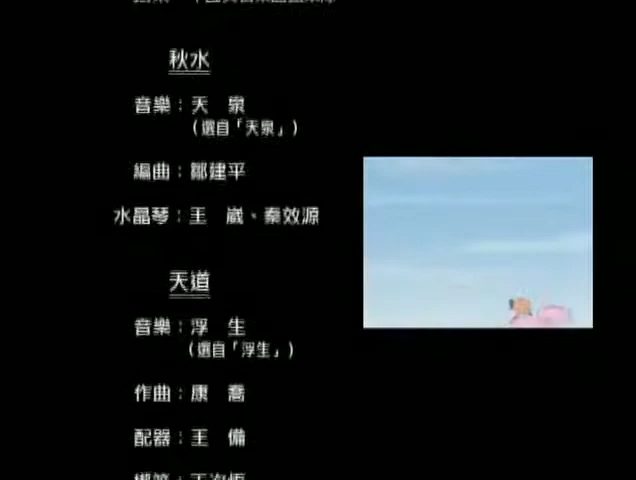 秋水
音樂：天　泉
（選自「天泉」）
編曲：鄒建平
水晶琴：王　崴、秦效源
天道
音樂：浮　生
（選自「浮生」）
作曲：康　喬
配器：王　備